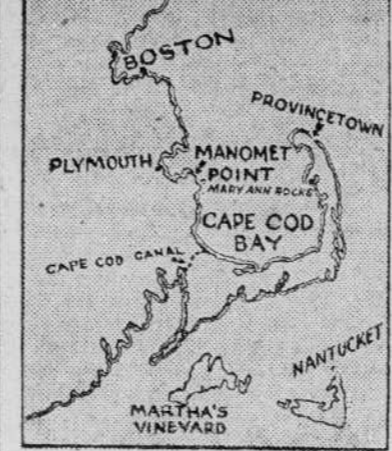 BOSTON
PROVINCETOWN
PLYMOUTH
MANOMET
POINT
MARY ANN ROCKS
CAPE COD
BAY
CAPE COD CANAL
NANTUCKET
MARTHA'S
VINEYARD